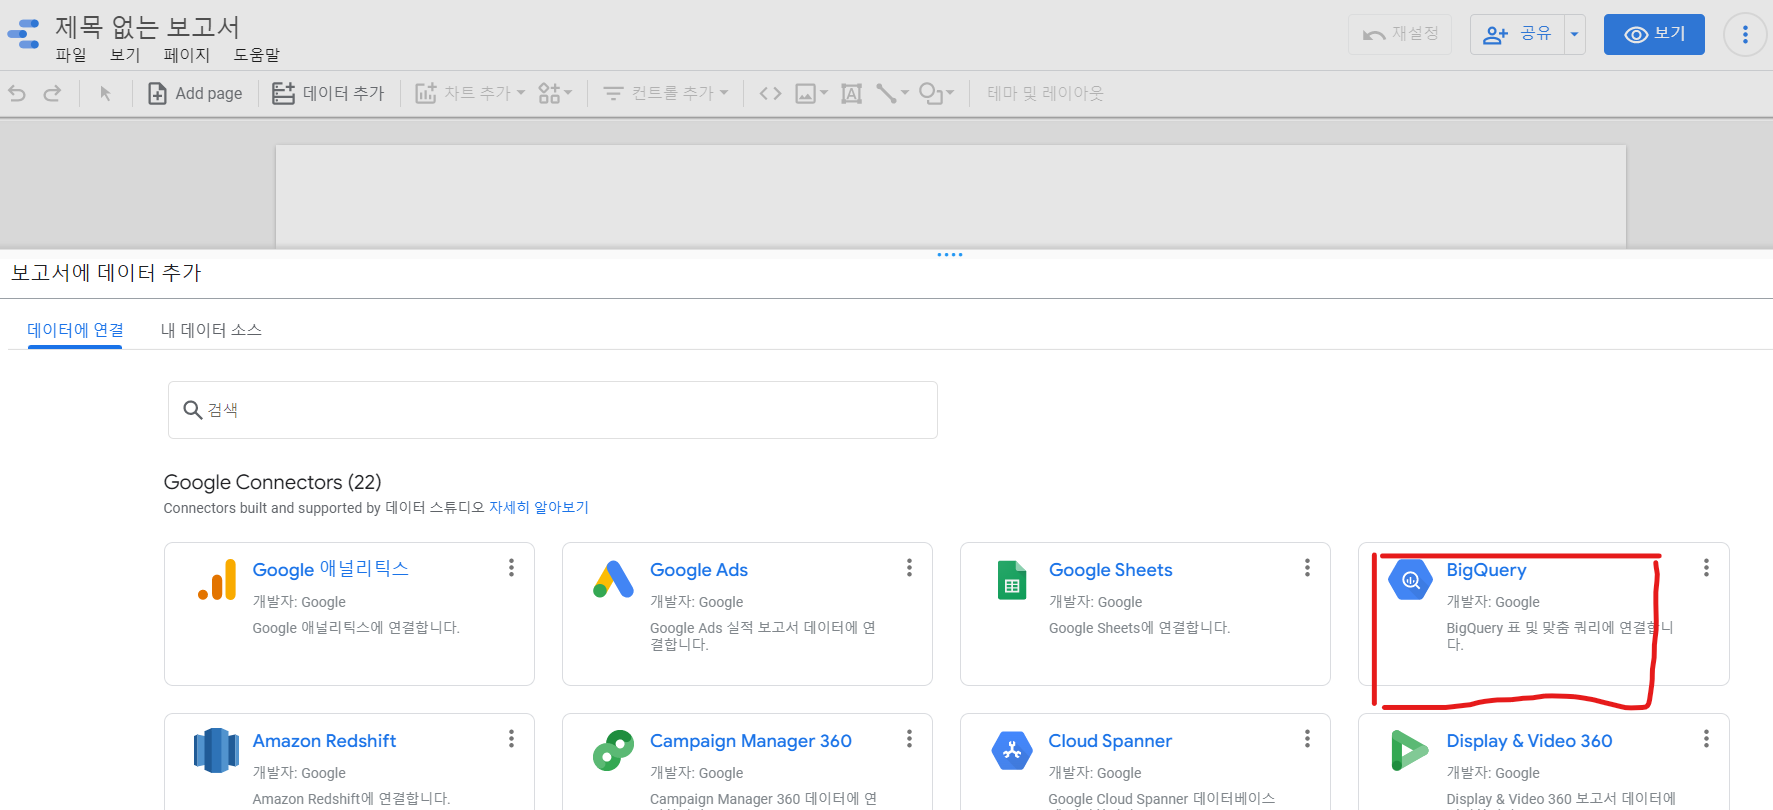 제목 없는 보고서
파일 보기 페이지 도움말
재설정 공유 보기
Add page 데이터 추가 차트 추가 컨트롤 추가 테마 및 레이아웃
보고서에 데이터 추가
데이터에 연결 내 데이터 소스
검색
Google Connectors (22)
Connectors built and supported by 데이터 스튜디오 자세히 알아보기
Google 애널리틱스
개발자: Google
Google 애널리틱스에 연결합니다.
Google Ads
개발자: Google
Google Ads 실적 보고서 데이터에 연
결합니다.
Google Sheets
개발자: Google
Google Sheets에 연결합니다.
BigQuery
개발자: Google
BigQuery 표 및 맞춤 쿼리에 연결합니
다.
Amazon Redshift
개발자: Google
Amazon Redshift에 연결합니다.
Campaign Manager 360
개발자: Google
Campaign Manager 360 데이터에 연
Cloud Spanner
개발자: Google
Google Cloud Spanner 데이터베이스
Display & Video 360
개발자: Google
Display & Video 360 보고서 데이터에